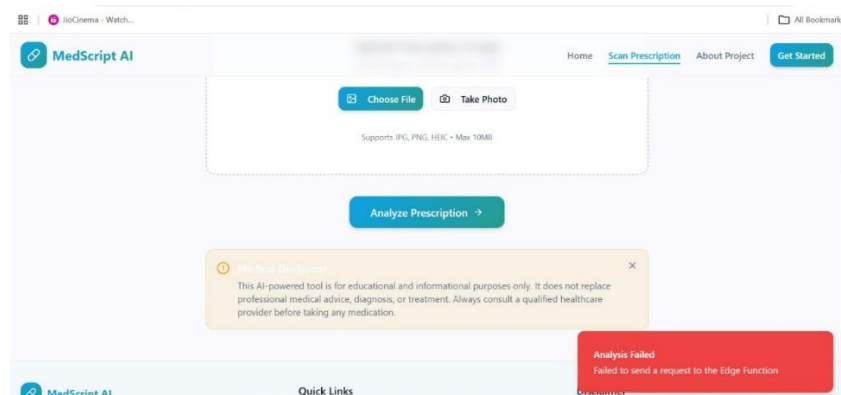 JioCinema - Watch...
All Bookmark
MedScript AI
Home
Scan Prescription
About Project
Get Started
Choose File
Take Photo
Supports JPG, PNG, HEIC • Max 10MB
Analyze Prescription →
Medical Disclaimer
This AI-powered tool is for educational and informational purposes only. It does not replace
professional medical advice, diagnosis, or treatment. Always consult a qualified healthcare
provider before taking any medication.
Analysis Failed
Failed to send a request to the Edge Function
MedScript AI
Quick Links
Disclaimer